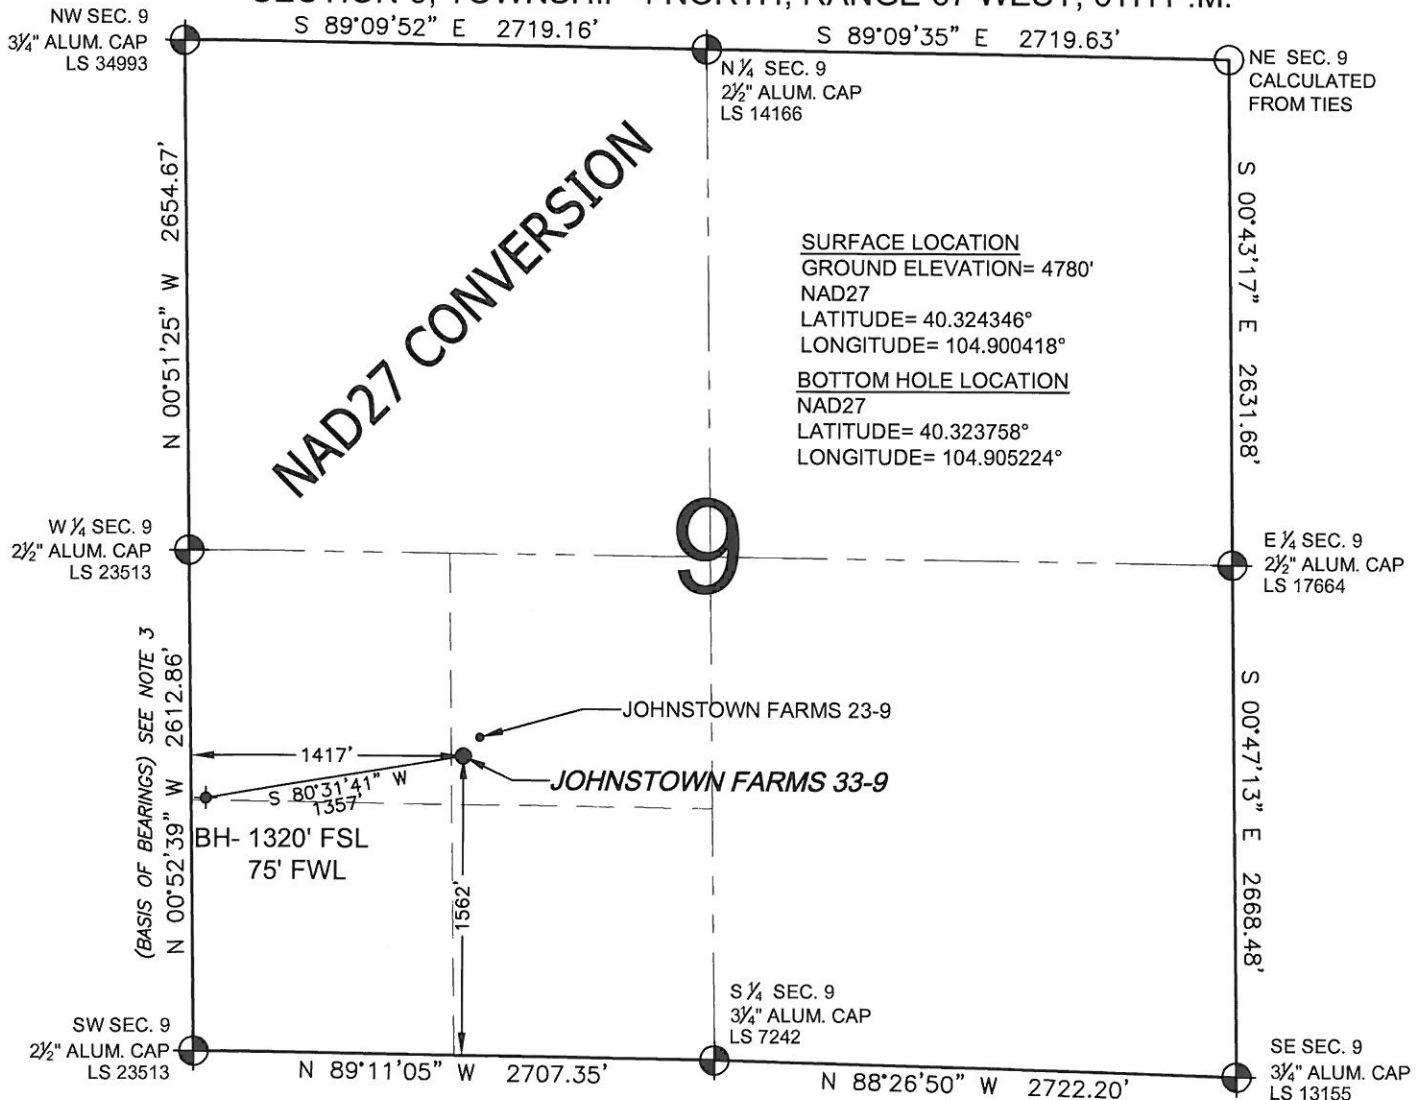 S 89°09'52" E 2719.16'
S 89°09'35" E 2719.63'
NW SEC. 9
3¼" ALUM. CAP
LS 34993
N ¼ SEC. 9
2½" ALUM. CAP
LS 14166
NE SEC. 9
CALCULATED
FROM TIES
N 00°51'25" W 2654.67'
NAD27 CONVERSION
SURFACE LOCATION
GROUND ELEVATION= 4780'
NAD27
LATITUDE= 40.324346°
LONGITUDE= 104.900418°
BOTTOM HOLE LOCATION
NAD27
LATITUDE= 40.323758°
LONGITUDE= 104.905224°
S 00°43'17" E 2631.68'
W ¼ SEC. 9
2½" ALUM. CAP
LS 23513
9
E ¼ SEC. 9
2½" ALUM. CAP
LS 17664
(BASIS OF BEARINGS) SEE NOTE 3
N 00°52'39" W 2612.86'
JOHNSTOWN FARMS 23-9
1417'
JOHNSTOWN FARMS 33-9
S 80°31'41" W
1357'
BH- 1320' FSL
75' FWL
1562'
S 00°47'13" E 2668.48'
SW SEC. 9
2½" ALUM. CAP
LS 23513
S ¼ SEC. 9
3¼" ALUM. CAP
LS 7242
SE SEC. 9
3¼" ALUM. CAP
LS 13155
N 89°11'05" W 2707.35'
N 88°26'50" W 2722.20'